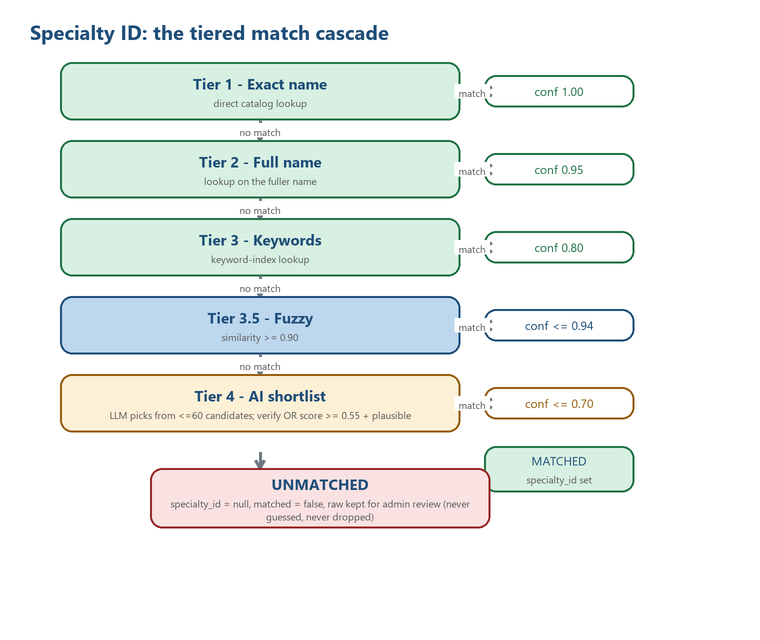 Specialty ID: the tiered match cascade
Tier 1 - Exact name
direct catalog lookup
match
conf 1.00
no match
Tier 2 - Full name
lookup on the fuller name
match
conf 0.95
no match
Tier 3 - Keywords
keyword-index lookup
match
conf 0.80
no match
Tier 3.5 - Fuzzy
similarity >= 0.90
match
conf <= 0.94
no match
Tier 4 - AI shortlist
LLM picks from <=60 candidates; verify OR score >= 0.55 + plausible
match
conf <= 0.70
MATCHED
specialty_id set
UNMATCHED
specialty_id = null, matched = false, raw kept for admin review (never
guessed, never dropped)